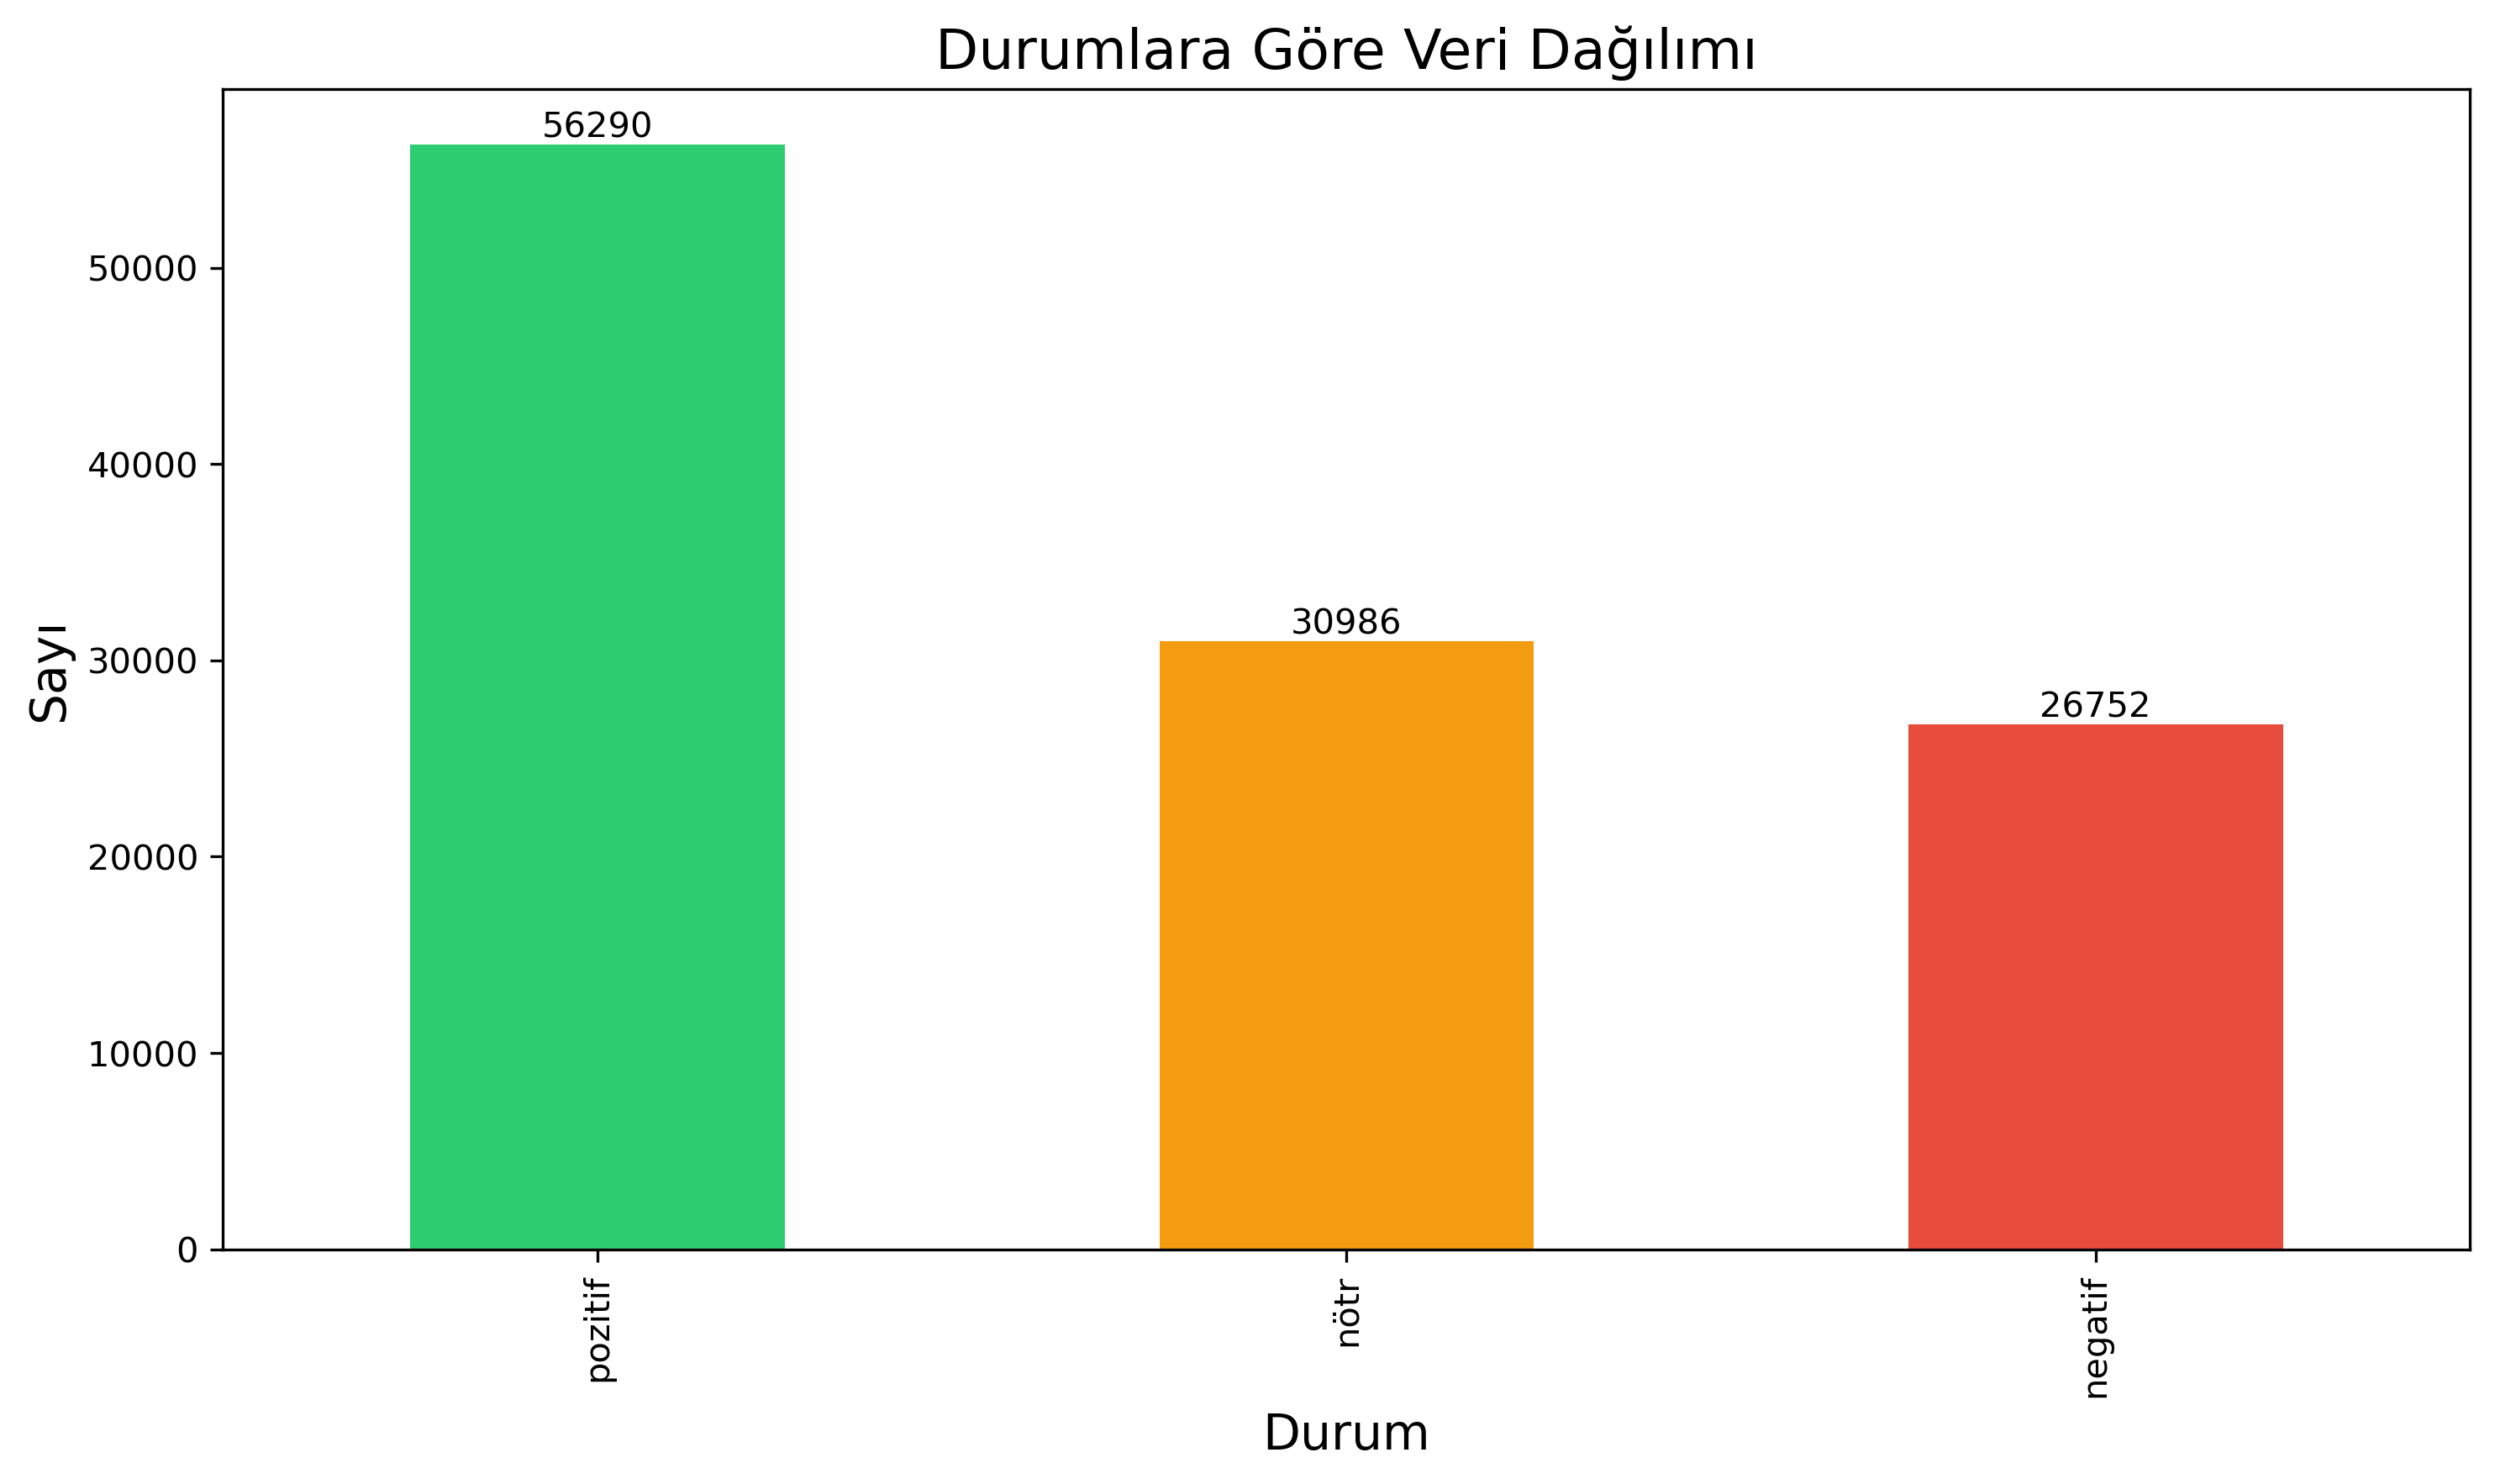 Durumlara Göre Veri Dağılımı
Sayı
50000
40000
30000
20000
10000
0
56290
30986
26752
pozitif
nötr
negatif
Durum